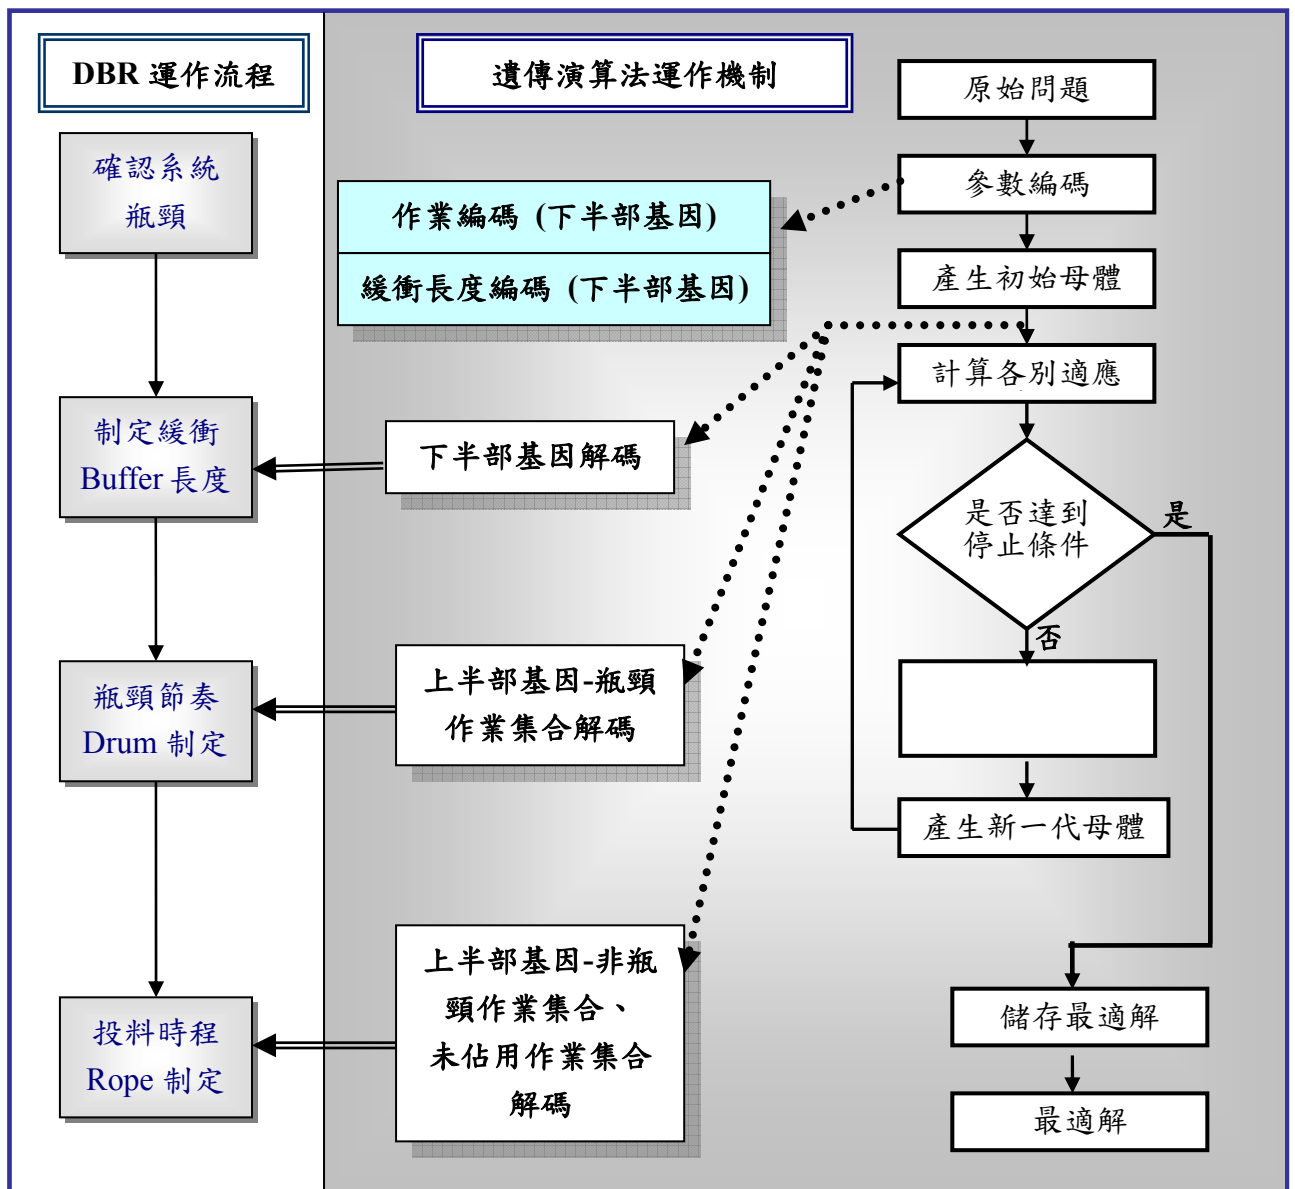 DBR 運作流程
確認系統
瓶頸
制定緩衝
Buffer 長度
瓶頸節奏
Drum 制定
投料時程
Rope 制定
遺傳演算法運作機制
作業編碼 (下半部基因)
緩衝長度編碼 (下半部基因)
下半部基因解碼
上半部基因-瓶頸
作業集合解碼
上半部基因-非瓶
頸作業集合、
未佔用作業集合
解碼
原始問題
參數編碼
產生初始母體
計算各別適應
是否達到
停止條件
是
否
產生新一代母體
儲存最適解
最適解